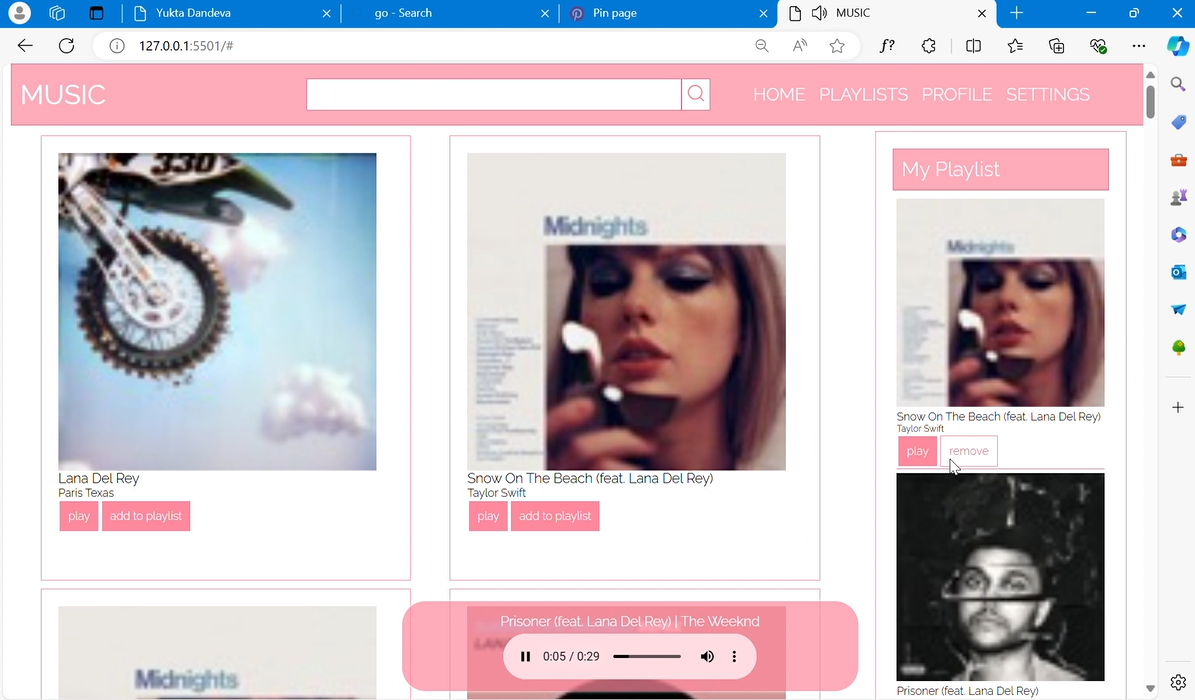 Yukta Dandeva
go - Search
Pin page
MUSIC
127.0.0.1:5501/#
MUSIC
HOME PLAYLISTS PROFILE SETTINGS
330
Lana Del Rey
Paris Texas
play add to playlist
Midnights
Snow On The Beach (feat. Lana Del Rey)
Taylor Swift
play add to playlist
My Playlist
Midnights
Snow On The Beach (feat. Lana Del Rey)
Taylor Swift
play remove
Prisoner (feat. Lana Del Rey)
Midnights
Prisoner (feat. Lana Del Rey) | The Weeknd
0:05 / 0:29